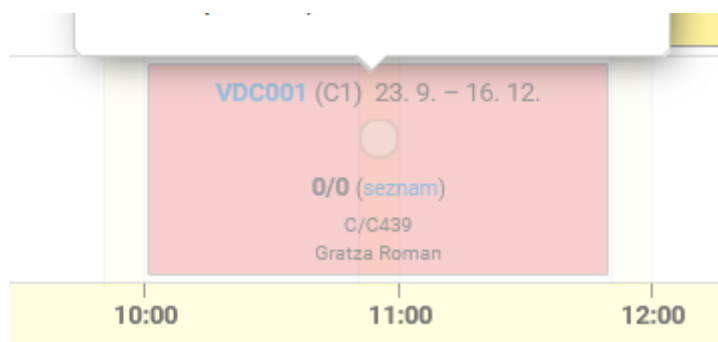 VDC001 (C1) 23. 9. – 16. 12.
0/0 (seznam)
C/C439
Gratza Roman
10:00 11:00 12:00